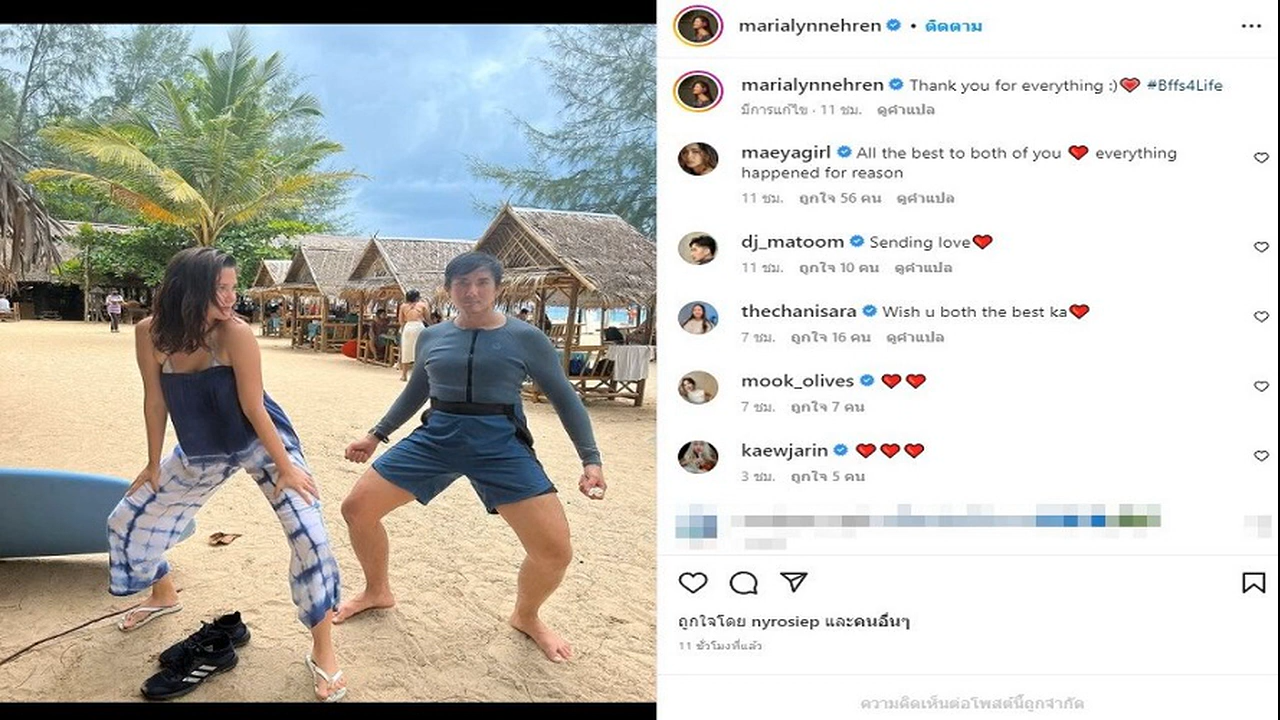 marialynnehren • ติดตาม
marialynnehren Thank you for everything :)❤️ #Bffs4Life
มีการแก้ไข · 11 ชม. ดูคำแปล
maeyagirl All the best to both of you ❤️ everything
happened for reason
11 ชม. ถูกใจ 56 คน ดูคำแปล
dj_matoom Sending love❤️
11 ชม. ถูกใจ 10 คน ดูคำแปล
thechanisara Wish u both the best ka❤️
7 ชม. ถูกใจ 16 คน ดูคำแปล
mook_olives ❤️❤️
7 ชม. ถูกใจ 7 คน
kaewjarin ❤️❤️❤️
3 ชม. ถูกใจ 5 คน
ถูกใจโดย nyrosiep และคนอื่นๆ
11 ชั่วโมงที่แล้ว
ความคิดเห็นต่อโพสต์นี้ถูกจำกัด